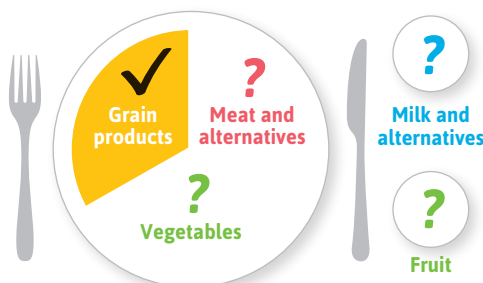 ?
Grain
products
?
Meat and
alternatives
?
Vegetables
?
Milk and
alternatives
?
Fruit